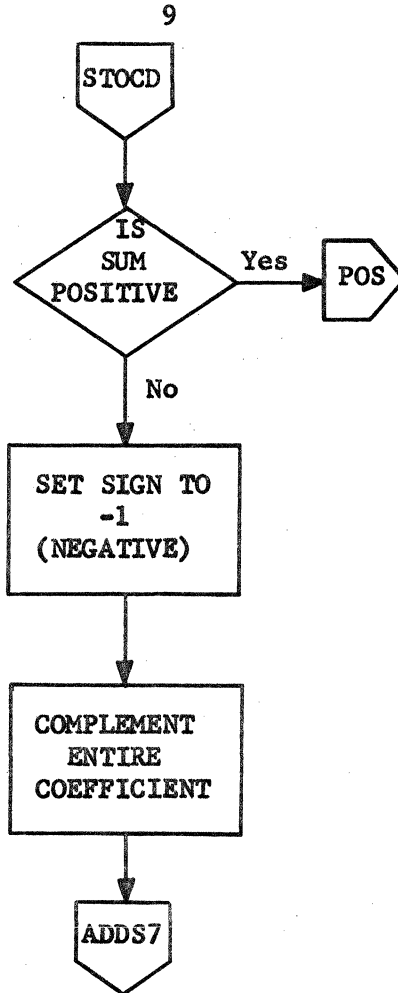 9
STOCD
IS
SUM
POSITIVE
Yes
POS
No
SET SIGN TO
-1
(NEGATIVE)
COMPLEMENT
ENTIRE
COEFFICIENT
ADDS7